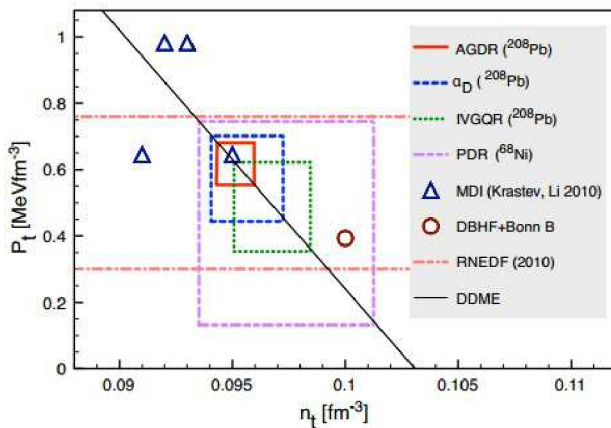 1
0.8
0.6
0.4
0.2
0
P_t [MeVfm⁻³]
0.09
0.095
0.1
0.105
0.11
n_t [fm⁻³]
AGDR (²⁰⁸Pb)
α_D (²⁰⁸Pb)
IVGQR (²⁰⁸Pb)
PDR (⁶⁸Ni)
MDI (Krastev, Li 2010)
DBHF+Bonn B
RNEDF (2010)
DDME